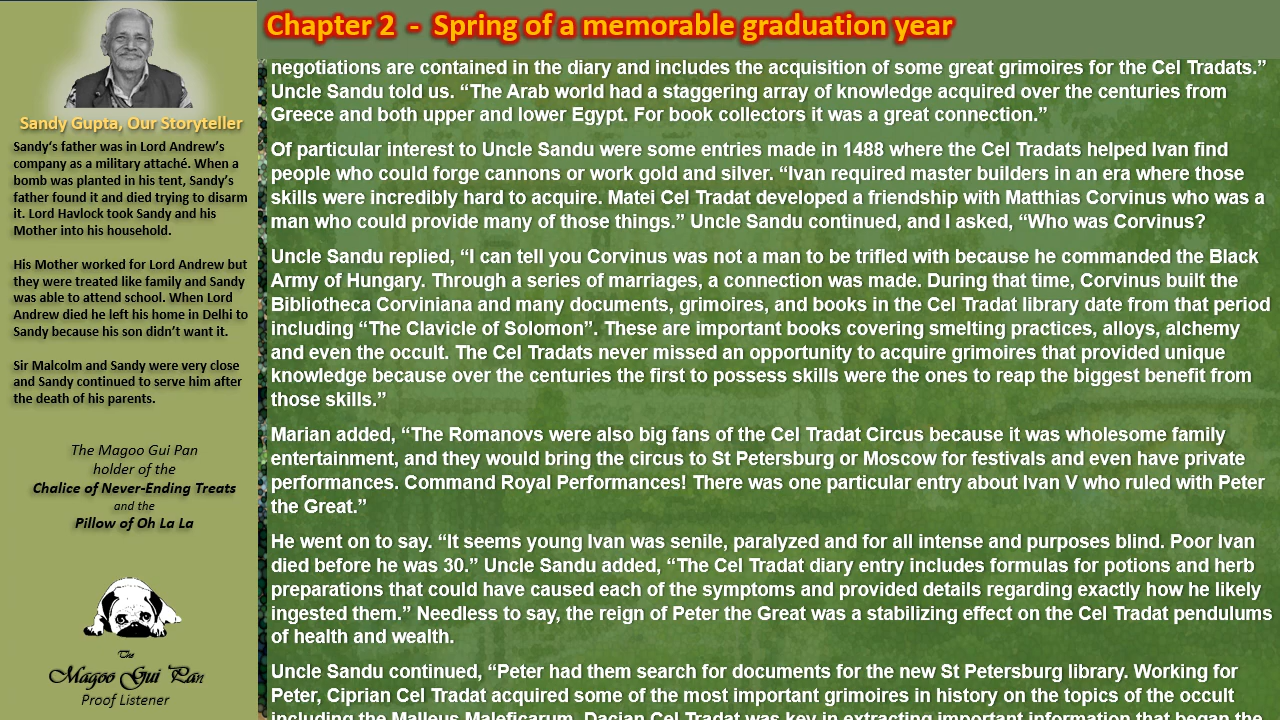 Chapter 2 - Spring of a memorable graduation year
Sandy Gupta, Our Storyteller
Sandy‘s father was in Lord Andrew’s
company as a military attaché. When a
bomb was planted in his tent, Sandy’s
father found it and died trying to disarm
it. Lord Havlock took Sandy and his
Mother into his household.
His Mother worked for Lord Andrew but
they were treated like family and Sandy
was able to attend school. When Lord
Andrew died he left his home in Delhi to
Sandy because his son didn’t want it.
Sir Malcolm and Sandy were very close
and Sandy continued to serve him after
the death of his parents.
The Magoo Gui Pan
holder of the
Chalice of Never-Ending Treats
and the
Pillow of Oh La La
The
Magoo Gui Pan
Proof Listener
negotiations are contained in the diary and includes the acquisition of some great grimoires for the Cel Tradats.”
Uncle Sandu told us. “The Arab world had a staggering array of knowledge acquired over the centuries from
Greece and both upper and lower Egypt. For book collectors it was a great connection.”
Of particular interest to Uncle Sandu were some entries made in 1488 where the Cel Tradats helped Ivan find
people who could forge cannons or work gold and silver. “Ivan required master builders in an era where those
skills were incredibly hard to acquire. Matei Cel Tradat developed a friendship with Matthias Corvinus who was a
man who could provide many of those things.” Uncle Sandu continued, and I asked, “Who was Corvinus?
Uncle Sandu replied, “I can tell you Corvinus was not a man to be trifled with because he commanded the Black
Army of Hungary. Through a series of marriages, a connection was made. During that time, Corvinus built the
Bibliotheca Corviniana and many documents, grimoires, and books in the Cel Tradat library date from that period
including “The Clavicle of Solomon”. These are important books covering smelting practices, alloys, alchemy
and even the occult. The Cel Tradats never missed an opportunity to acquire grimoires that provided unique
knowledge because over the centuries the first to possess skills were the ones to reap the biggest benefit from
those skills.”
Marian added, “The Romanovs were also big fans of the Cel Tradat Circus because it was wholesome family
entertainment, and they would bring the circus to St Petersburg or Moscow for festivals and even have private
performances. Command Royal Performances! There was one particular entry about Ivan V who ruled with Peter
the Great.”
He went on to say. “It seems young Ivan was senile, paralyzed and for all intense and purposes blind. Poor Ivan
died before he was 30.” Uncle Sandu added, “The Cel Tradat diary entry includes formulas for potions and herb
preparations that could have caused each of the symptoms and provided details regarding exactly how he likely
ingested them.” Needless to say, the reign of Peter the Great was a stabilizing effect on the Cel Tradat pendulums
of health and wealth.
Uncle Sandu continued, “Peter had them search for documents for the new St Petersburg library. Working for
Peter, Ciprian Cel Tradat acquired some of the most important grimoires in history on the topics of the occult
including the Malleus Maleficarum. Dacian Cel Tradat was key in extracting important information that began the